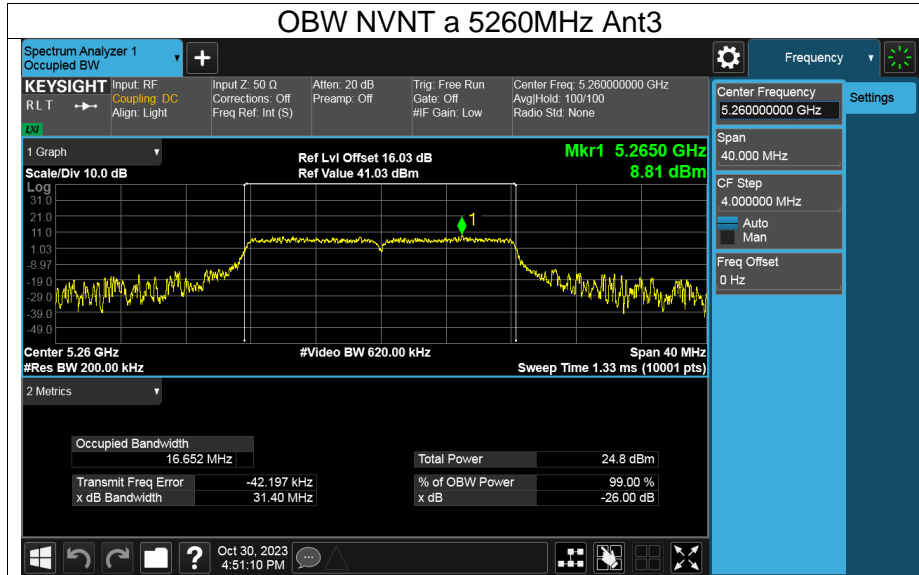 OBW NVNT a 5260MHz Ant3
Spectrum Analyzer 1
Occupied BW
+
Frequency
KEYSIGHT
RLT
LXI
Input: RF
Coupling: DC
Align: Light
Input Z: 50 Ω
Corrections: Off
Freq Ref: Int (S)
Atten: 20 dB
Preamp: Off
Trig: Free Run
Gate: Off
#IF Gain: Low
Center Freq: 5.260000000 GHz
Avg|Hold: 100/100
Radio Std: None
Center Frequency
5.260000000 GHz
Settings
Span
40.000 MHz
CF Step
4.000000 MHz
Auto
Man
Freq Offset
0 Hz
1 Graph
Scale/Div 10.0 dB
Ref Lvl Offset 16.03 dB
Ref Value 41.03 dBm
Mkr1 5.2650 GHz
8.81 dBm
Log
31.0
21.0
11.0
1.03
-8.97
-19.0
-29.0
-39.0
-49.0
1
Center 5.26 GHz
#Res BW 200.00 kHz
#Video BW 620.00 kHz
Span 40 MHz
Sweep Time 1.33 ms (10001 pts)
2 Metrics
Occupied Bandwidth
16.652 MHz
Total Power 24.8 dBm
Transmit Freq Error -42.197 kHz
% of OBW Power 99.00 %
x dB Bandwidth 31.40 MHz
x dB -26.00 dB
?
Oct 30, 2023
4:51:10 PM